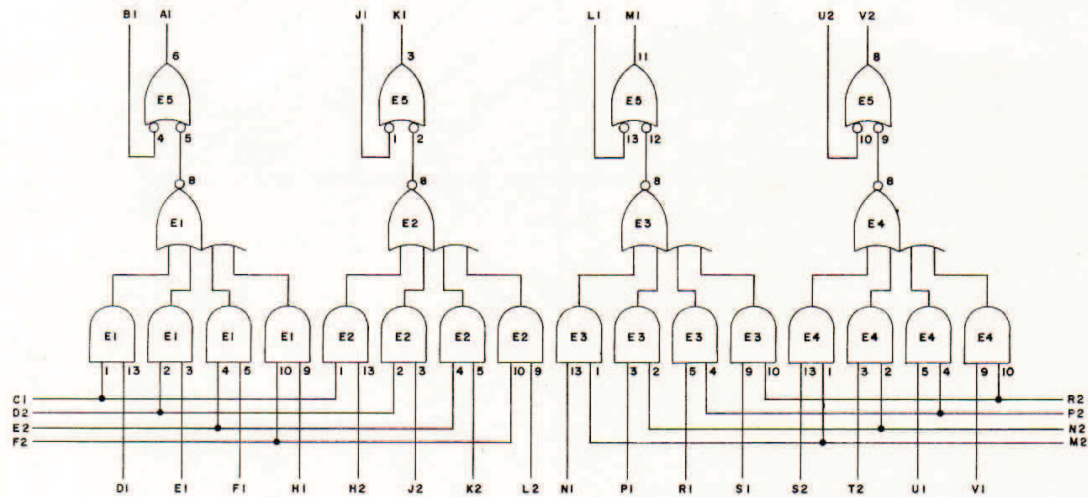 B1 A1 J1 K1 L1 M1 U2 V2
6 3 11 8
E5 E5 E5 E5
4 5 1 2 13 12 10 9
8 8 8 8
E1 E2 E3 E4
E1 E1 E1 E1 E2 E2 E2 E2 E3 E3 E3 E3 E4 E4 E4 E4
1 13 2 3 4 5 10 9 1 13 2 3 4 5 10 9 13 1 3 2 5 4 9 10 13 1 3 2 5 4 9 10
C1 R2
D2 P2
E2 N2
F2 M2
D1 E1 F1 H1 H2 J2 K2 L2 N1 P1 R1 S1 S2 T2 U1 V1